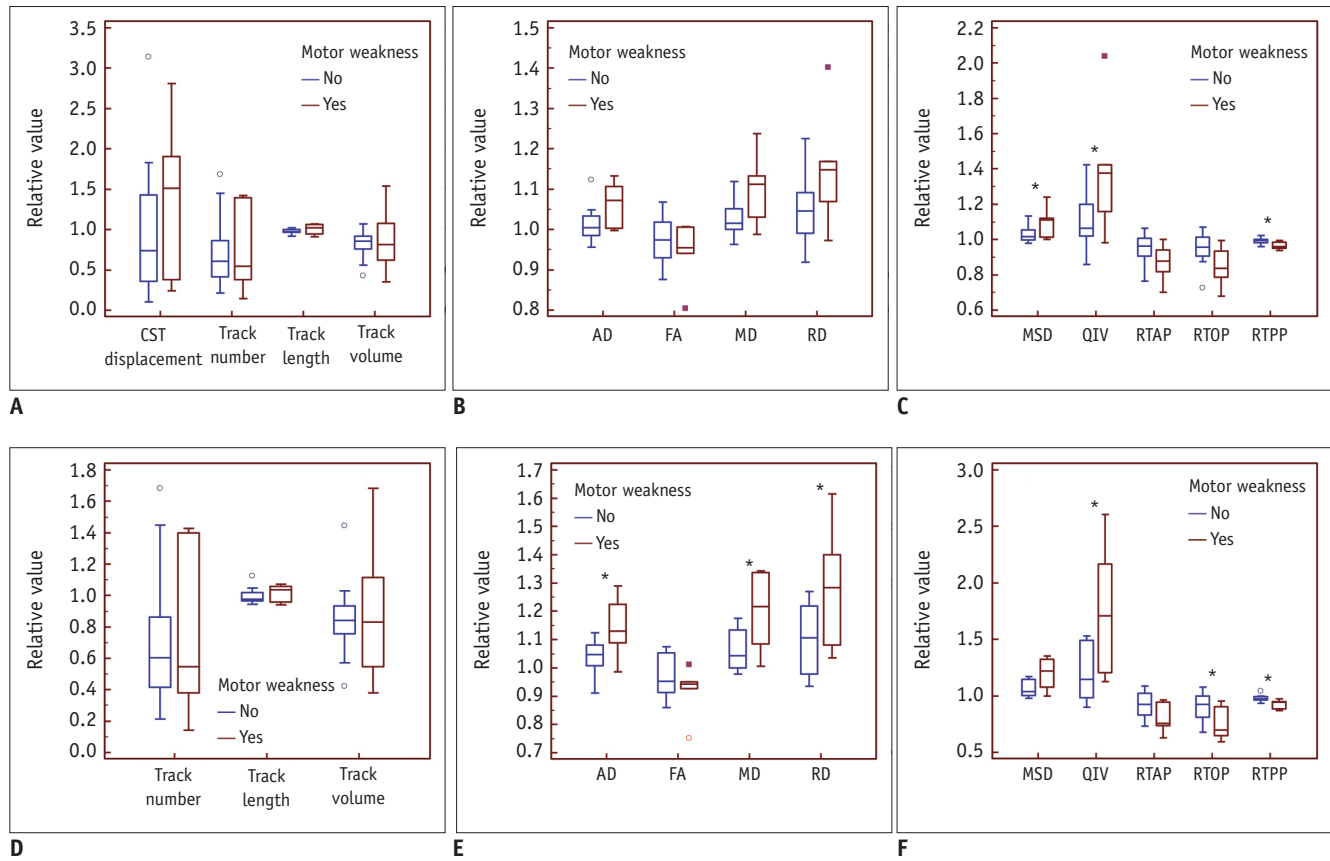 3.5
3.0
2.5
2.0
1.5
1.0
0.5
0.0
Relative value
Motor weakness
No
Yes
CST
displacement
Track
number
Track
length
Track
volume
A
1.5
1.4
1.3
1.2
1.1
1.0
0.9
0.8
Relative value
Motor weakness
No
Yes
AD
FA
MD
RD
B
2.2
2.0
1.8
1.6
1.4
1.2
1.0
0.8
0.6
Relative value
Motor weakness
No
Yes
*
*
*
MSD
QIV
RTAP
RTOP
RTPP
C
1.8
1.6
1.4
1.2
1.0
0.8
0.6
0.4
0.2
0.0
Relative value
Motor weakness
No
Yes
Track
number
Track
length
Track
volume
D
1.7
1.6
1.5
1.4
1.3
1.2
1.1
1.0
0.9
0.8
0.7
Relative value
Motor weakness
No
Yes
*
*
*
AD
FA
MD
RD
E
3.0
2.5
2.0
1.5
1.0
0.5
Relative value
Motor weakness
No
Yes
*
*
*
MSD
QIV
RTAP
RTOP
RTPP
F